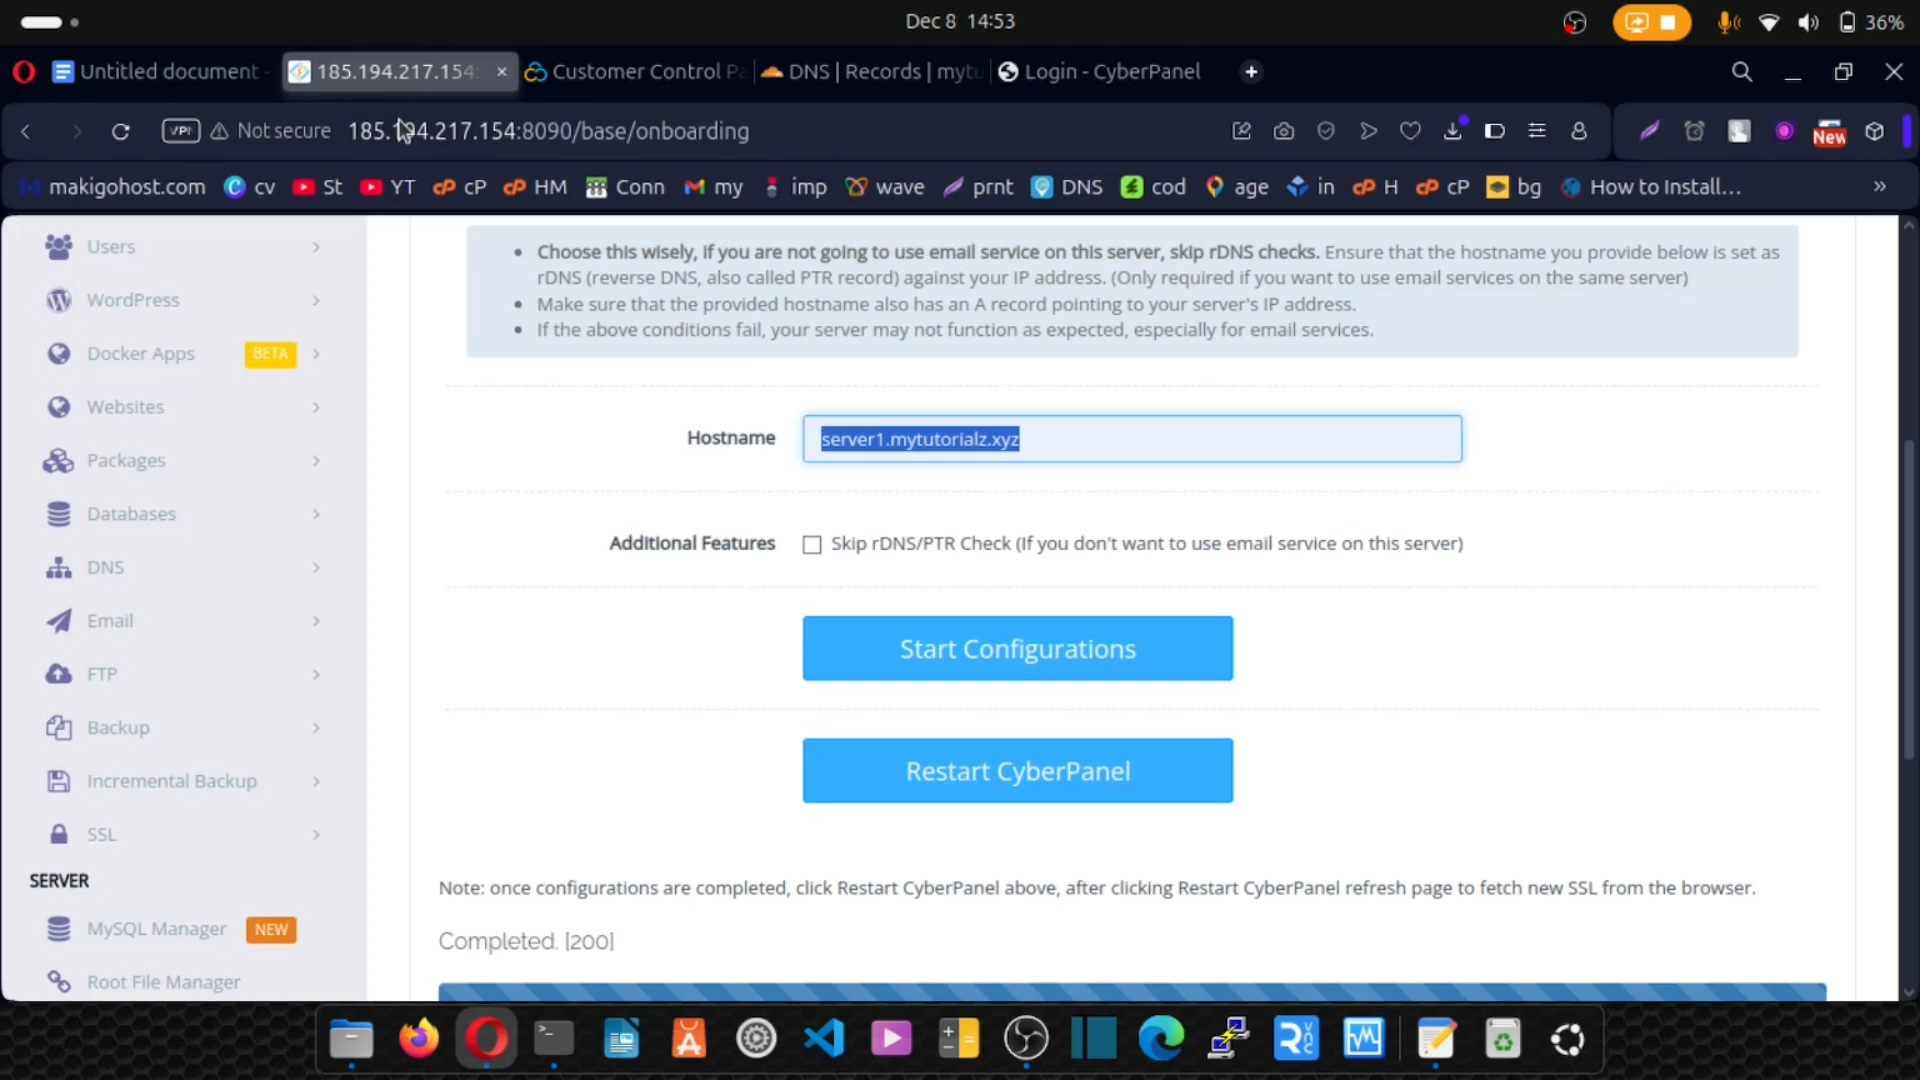 Dec 8 14:53
36%
Untitled document -
185.194.217.154:
Customer Control Pa
DNS | Records | mytu
Login - CyberPanel
VPN
Not secure
185.194.217.154:8090/base/onboarding
New
makigohost.com
cv
St
YT
cP
HM
Conn
my
imp
wave
prnt
DNS
cod
age
in
H
cP
bg
How to Install…
»
Users
WordPress
Docker Apps BETA
Websites
Packages
Databases
DNS
Email
FTP
Backup
Incremental Backup
SSL
SERVER
MySQL Manager NEW
Root File Manager
Choose this wisely, if you are not going to use email service on this server, skip rDNS checks. Ensure that the hostname you provide below is set as
rDNS (reverse DNS, also called PTR record) against your IP address. (Only required if you want to use email services on the same server)
Make sure that the provided hostname also has an A record pointing to your server's IP address.
If the above conditions fail, your server may not function as expected, especially for email services.
Hostname
server1.mytutorialz.xyz
Additional Features
Skip rDNS/PTR Check (If you don't want to use email service on this server)
Start Configurations
Restart CyberPanel
Note: once configurations are completed, click Restart CyberPanel above, after clicking Restart CyberPanel refresh page to fetch new SSL from the browser.
Completed. [200]